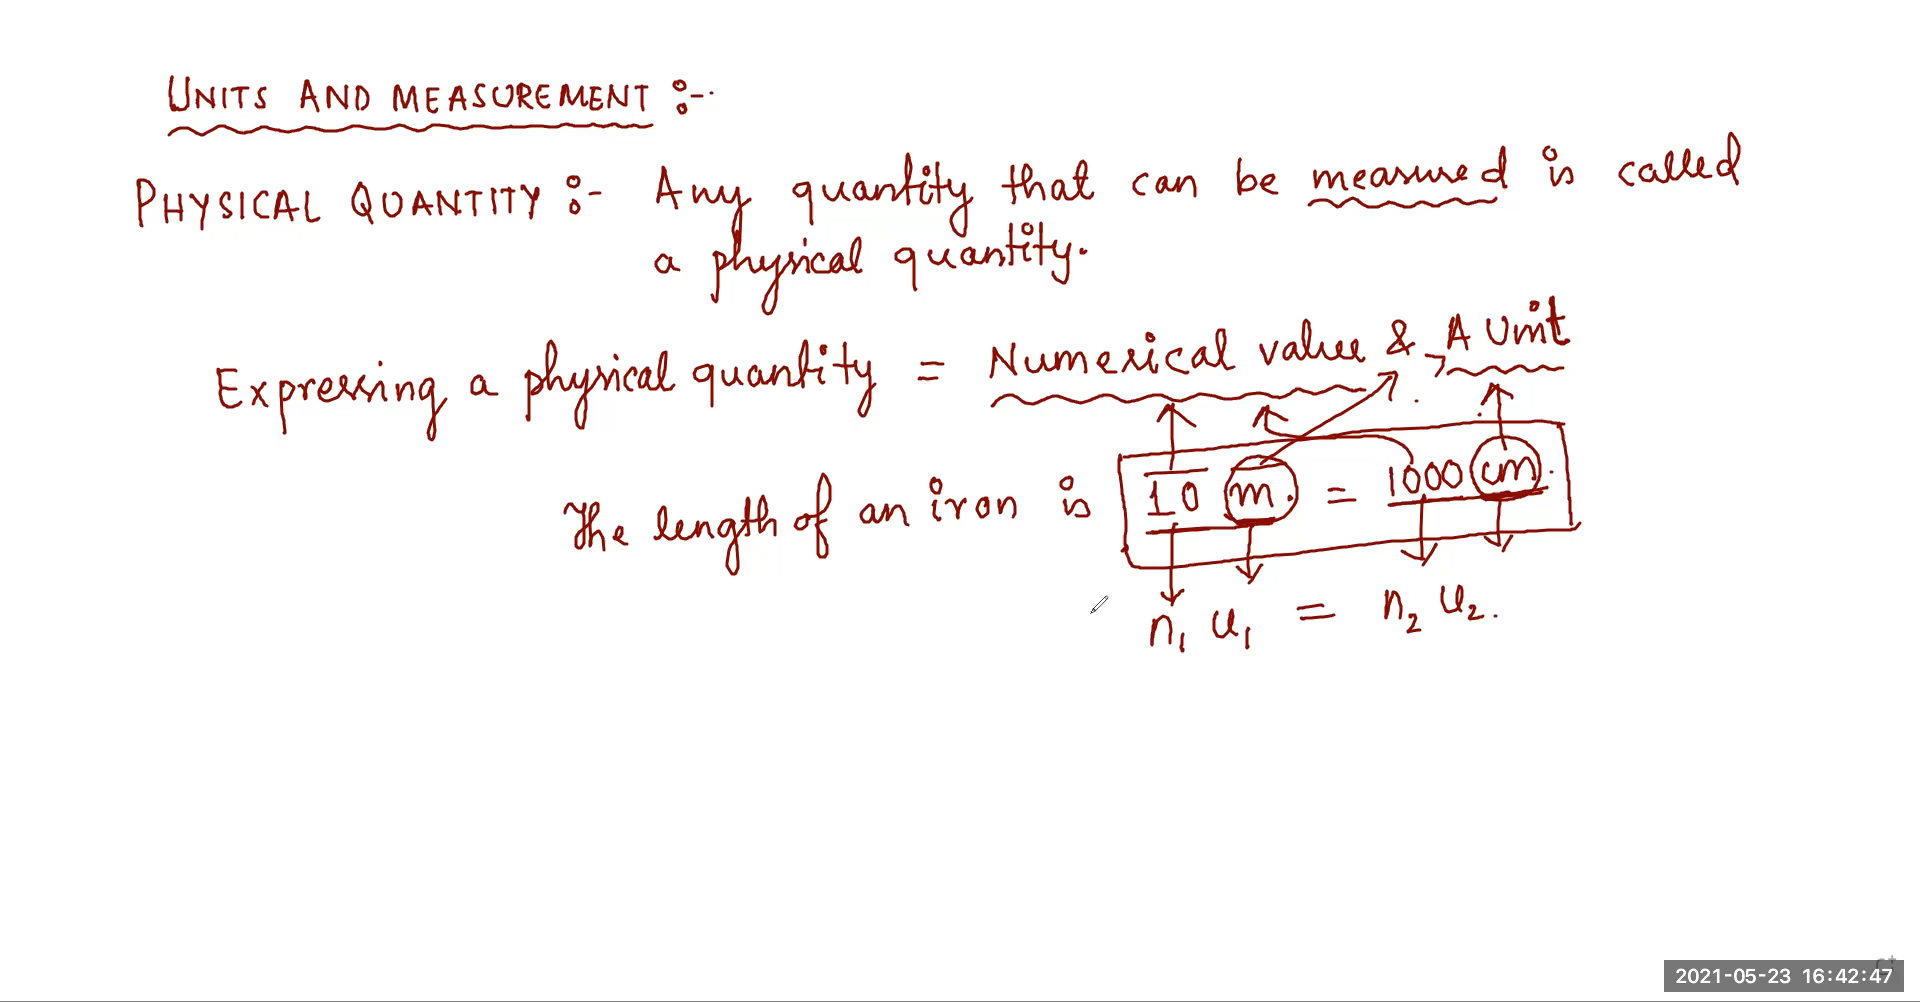 UNITS AND MEASUREMENT :-
PHYSICAL QUANTITY :- Any quantity that can be measured is called
a physical quantity.
Expressing a physical quantity = Numerical value & A Unit
The length of an iron is 10 m. = 1000 cm.
n₁ u₁ = n₂ u₂.
2021-05-23 16:42:47